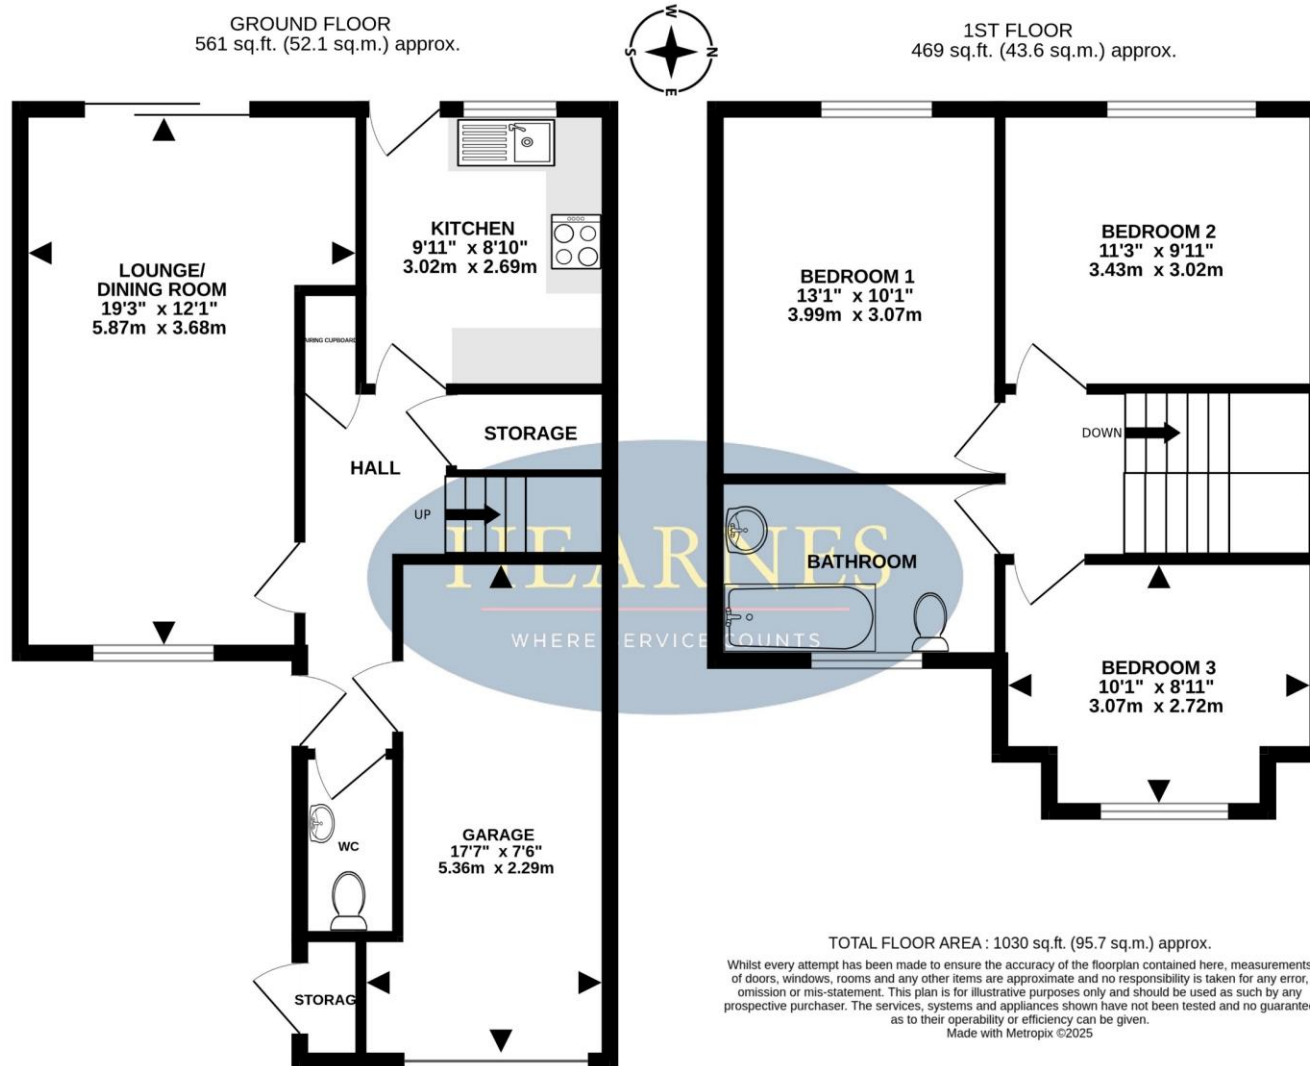 GROUND FLOOR
561 sq.ft. (52.1 sq.m.) approx.
W
S
N
E
1ST FLOOR
469 sq.ft. (43.6 sq.m.) approx.
LOUNGE/
DINING ROOM
19'3" x 12'1"
5.87m x 3.68m
KITCHEN
9'11" x 8'10"
3.02m x 2.69m
CUPBOARD
STORAGE
HALL
UP
BEDROOM 1
13'1" x 10'1"
3.99m x 3.07m
BEDROOM 2
11'3" x 9'11"
3.43m x 3.02m
DOWN
HEARNES
WHERE SERVICE COUNTS
BATHROOM
BEDROOM 3
10'1" x 8'11"
3.07m x 2.72m
WC
GARAGE
17'7" x 7'6"
5.36m x 2.29m
STORAG
TOTAL FLOOR AREA : 1030 sq.ft. (95.7 sq.m.) approx.
Whilst every attempt has been made to ensure the accuracy of the floorplan contained here, measurements
of doors, windows, rooms and any other items are approximate and no responsibility is taken for any error,
omission or mis-statement. This plan is for illustrative purposes only and should be used as such by any
prospective purchaser. The services, systems and appliances shown have not been tested and no guarantee
as to their operability or efficiency can be given.
Made with Metropix ©2025